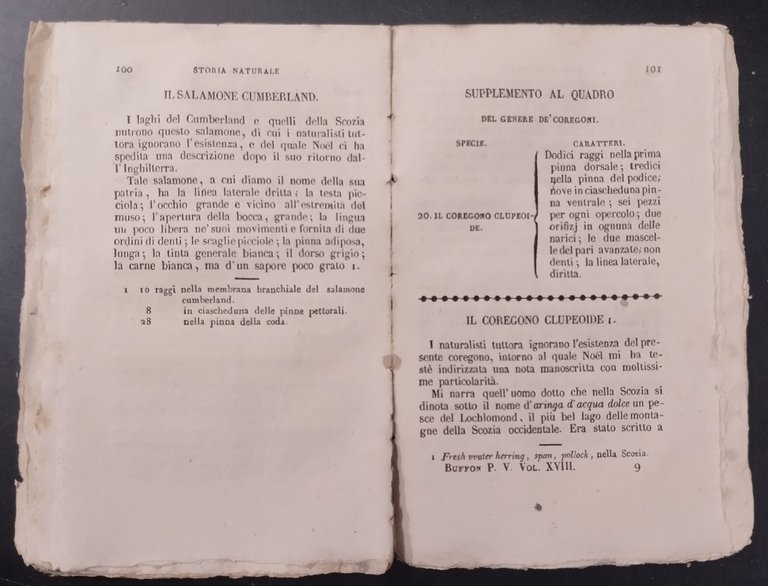 100 STORIA NATURALE
IL SALAMONE CUMBERLAND.
I laghi del Cumberland e quelli della Scozia
nutrono questo salamone, di cui i naturalisti tut-
tora ignorano l'esistenza, e del quale Noël ci ha
spedita una descrizione dopo il suo ritorno dal-
l'Inghilterra.
Tale salamone, a cui diamo il nome della sua
patria, ha la linea laterale dritta; la testa pic-
ciola; l'occhio grande e vicino all'estremità del
muso; l'apertura della bocca, grande; la lingua
un poco libera ne' suoi movimenti e fornita di due
ordini di denti; le scaglie picciole; la pinna adiposa,
lunga; la tinta generale bianca; il dorso grigio;
la carne bianca, ma d'un sapore poco grato 1.
1 10 raggi nella membrana branchiale del salamone
cumberland.
8 in ciascheduna delle pinne pettorali.
28 nella pinna della coda.
101
SUPPLEMENTO AL QUADRO
DEL GENERE DE' COREGONI.
SPECIE. CARATTERI.
Dodici raggi nella prima
pinna dorsale; tredici
nella pinna del podice;
nove in ciascheduna pin-
na ventrale; sei pezzi
20. IL COREGONO CLUPEOI- per ogni opercolo; due
DE. orifizj in ognuna delle
narici; le due mascel-
le del pari avanzate; non
denti; la linea laterale,
diritta.
IL COREGONO CLUPEOIDE 1.
I naturalisti tuttora ignorano l'esistenza del pre-
sente coregono, intorno al quale Noël mi ha te-
stè indirizzata una nota manoscritta con moltissi-
me particolarità.
Mi narra quell'uomo dotto che nella Scozia si
dinota sotto il nome d'aringa d'acqua dolce un pe-
sce del Lochlomond, il più bel lago delle monta-
gne della Scozia occidentale. Era stato scritto a
1 Fresh vvater herring, span, pollock, nella Scozia.
BUFFON P. V. VOL. XVIII. 9